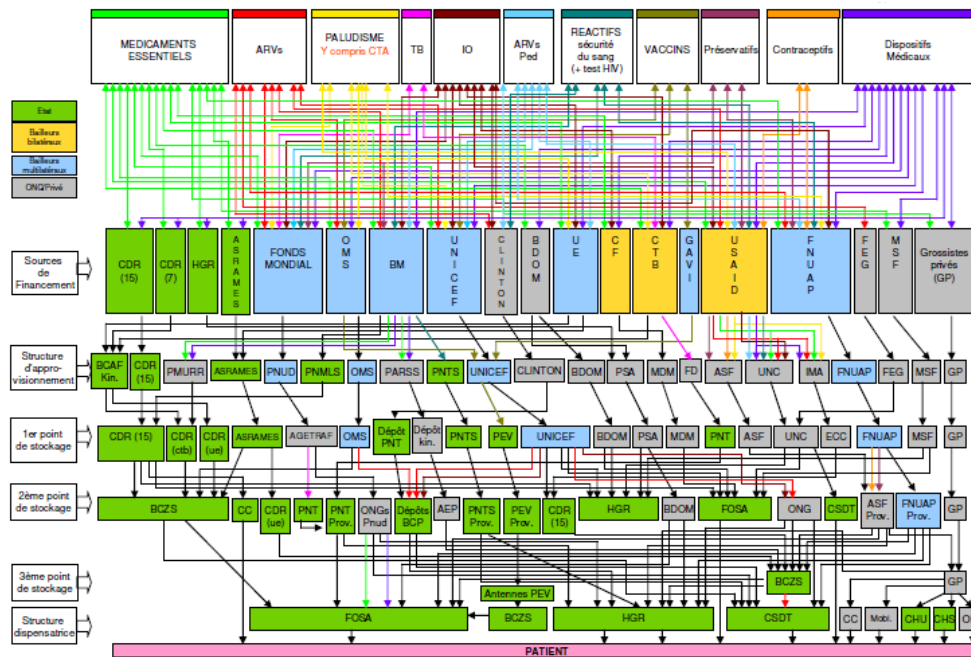 MEDICAMENTS
ESSENTIELS
ARVs
PALUDISME
Y compris CTA
TB
IO
ARVs
Ped
REACTIFS
sécurité
du sang
(+ test HIV)
VACCINS
Préservatifs
Contraceptifs
Dispositifs
Médicaux
Etat
Bailleurs
bilatéraux
Bailleurs
multilatéraux
ONG/Privé
Sources
de
Financement
CDR
(15)
CDR
(7)
HGR
ASRAMES
FONDS
MONDIAL
OMS
BM
UNICEF
CLINTON
BDOM
UE
CF
CTB
GAVI
USAID
FNUAP
FEG
MSF
Grossistes
privés
(GP)
Structure
d'appro-
visionnement
BCAF
Kin.
CDR
(15)
PMURR
ASRAMES
PNUD
PNMLS
OMS
PARSS
PNTS
UNICEF
CLINTON
BDOM
PSA
MDM
FD
ASF
UNC
IMA
FNUAP
FEG
MSF
GP
1er point
de stockage
CDR (15)
CDR
(ctb)
CDR
(ue)
ASRAMES
AGETRAF
OMS
Dépôt
PNT
Dépôt
kin.
PNTS
PEV
UNICEF
BDOM
PSA
MDM
PNT
ASF
UNC
ECC
FNUAP
MSF
GP
2ème point
de stockage
BCZS
CC
CDR
(ue)
PNT
PNT
Prov.
ONGs
Pnud
Dépôts
BCP
AEP
PNTS
Prov.
PEV
Prov.
CDR
(15)
HGR
BDOM
FOSA
ONG
CSDT
ASF
Prov.
FNUAP
Prov.
GP
3ème point
de stockage
BCZS
GP
Antennes PEV
Structure
dispensatrice
FOSA
BCZS
HGR
CSDT
CC
Mobi.
CHU
CHS
PATIENT